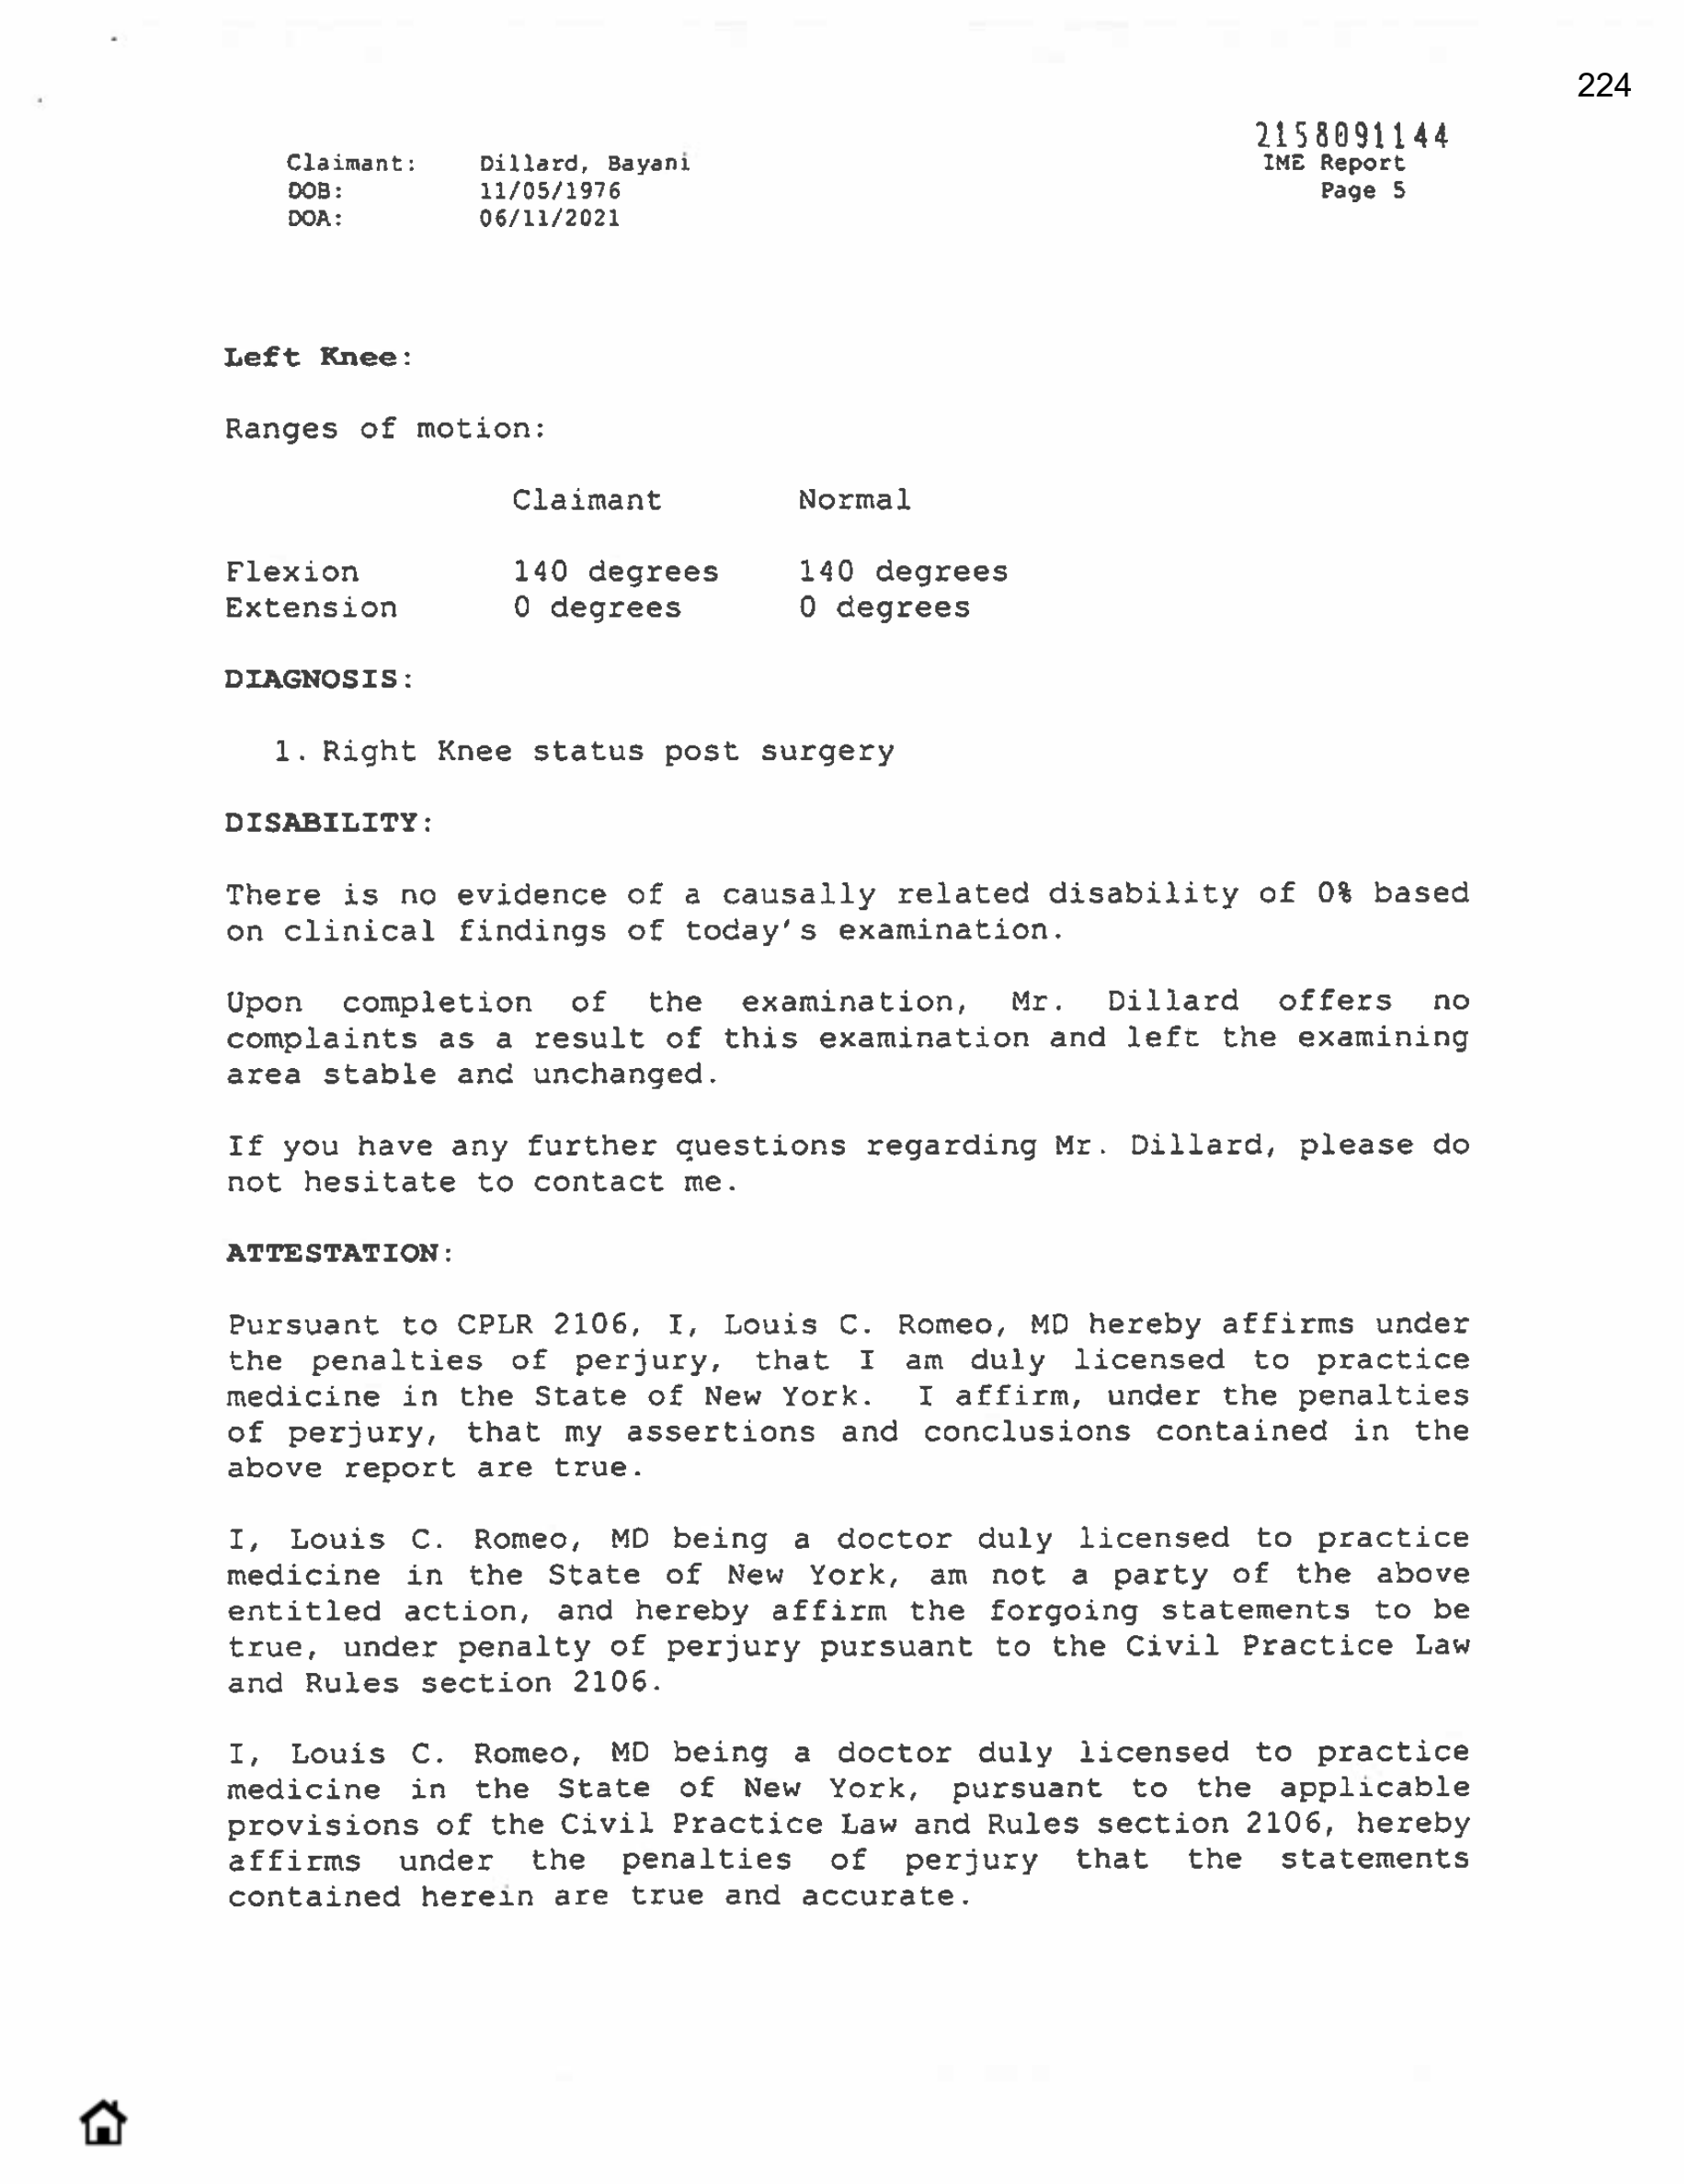 224
2158091144
Claimant: Dillard, Bayani IME Report
DOB: 11/05/1976 Page 5
DOA: 06/11/2021
Left Knee:
Ranges of motion:
Claimant Normal
Flexion 140 degrees 140 degrees
Extension 0 degrees 0 degrees
DIAGNOSIS:
1. Right Knee status post surgery
DISABILITY:
There is no evidence of a causally related disability of 0% based
on clinical findings of today's examination.
Upon completion of the examination, Mr. Dillard offers no
complaints as a result of this examination and left the examining
area stable and unchanged.
If you have any further questions regarding Mr. Dillard, please do
not hesitate to contact me.
ATTESTATION:
Pursuant to CPLR 2106, I, Louis C. Romeo, MD hereby affirms under
the penalties of perjury, that I am duly licensed to practice
medicine in the State of New York. I affirm, under the penalties
of perjury, that my assertions and conclusions contained in the
above report are true.
I, Louis C. Romeo, MD being a doctor duly licensed to practice
medicine in the State of New York, am not a party of the above
entitled action, and hereby affirm the forgoing statements to be
true, under penalty of perjury pursuant to the Civil Practice Law
and Rules section 2106.
I, Louis C. Romeo, MD being a doctor duly licensed to practice
medicine in the State of New York, pursuant to the applicable
provisions of the Civil Practice Law and Rules section 2106, hereby
affirms under the penalties of perjury that the statements
contained herein are true and accurate.